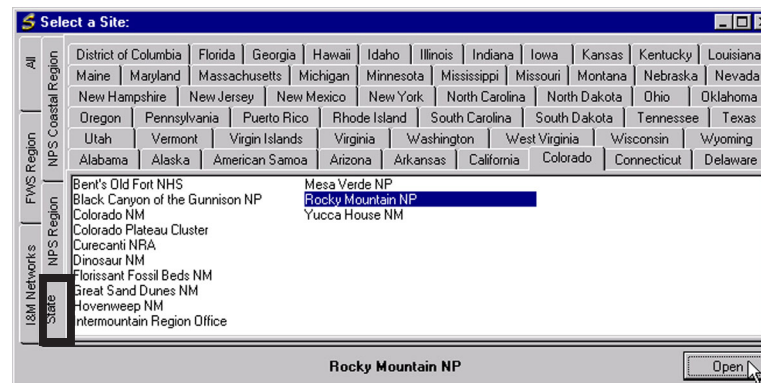 Select a Site:
All
FWS Region
I&M Networks
NPS Coastal Region
NPS Region
State
District of Columbia Florida Georgia Hawaii Idaho Illinois Indiana Iowa Kansas Kentucky Louisiana
Maine Maryland Massachusetts Michigan Minnesota Mississippi Missouri Montana Nebraska Nevada
New Hampshire New Jersey New Mexico New York North Carolina North Dakota Ohio Oklahoma
Oregon Pennsylvania Puerto Rico Rhode Island South Carolina South Dakota Tennessee Texas
Utah Vermont Virgin Islands Virginia Washington West Virginia Wisconsin Wyoming
Alabama Alaska American Samoa Arizona Arkansas California Colorado Connecticut Delaware
Bent's Old Fort NHS
Black Canyon of the Gunnison NP
Colorado NM
Colorado Plateau Cluster
Curecanti NRA
Dinosaur NM
Florissant Fossil Beds NM
Great Sand Dunes NM
Hovenweep NM
Intermountain Region Office
Mesa Verde NP
Rocky Mountain NP
Yucca House NM
Rocky Mountain NP
Open